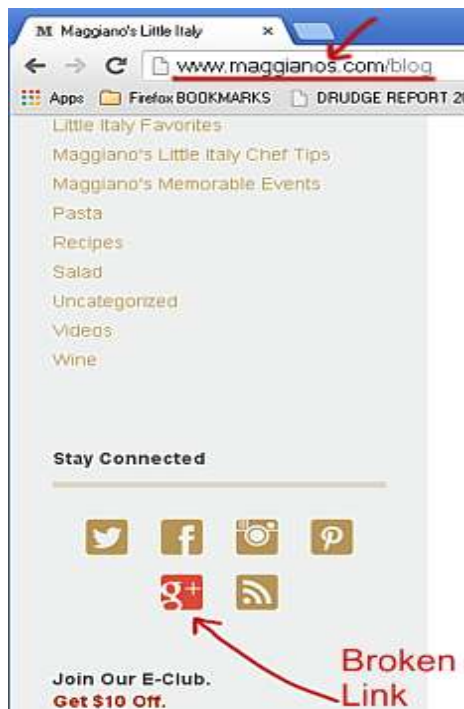 M Maggiano's Little Italy ×
www.maggianos.com/blog
Apps Firefox BOOKMARKS DRUDGE REPORT 2
Little Italy Favorites
Maggiano's Little Italy Chef Tips
Maggiano's Memorable Events
Pasta
Recipes
Salad
Uncategorized
Videos
Wine
Stay Connected
g+
Join Our E-Club.
Get $10 Off.
Broken
Link